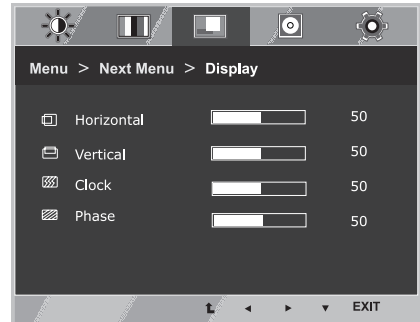 Menu > Next Menu > Display
Horizontal 50
Vertical 50
Clock 50
Phase 50
EXIT